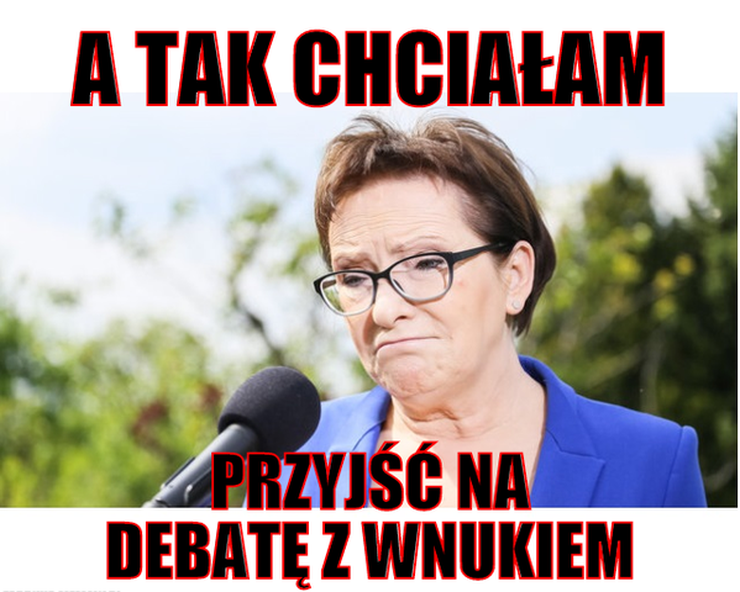 A TAK CHCIAŁAM
PRZYJŚĆ NA
DEBATĘ Z WNUKIEM